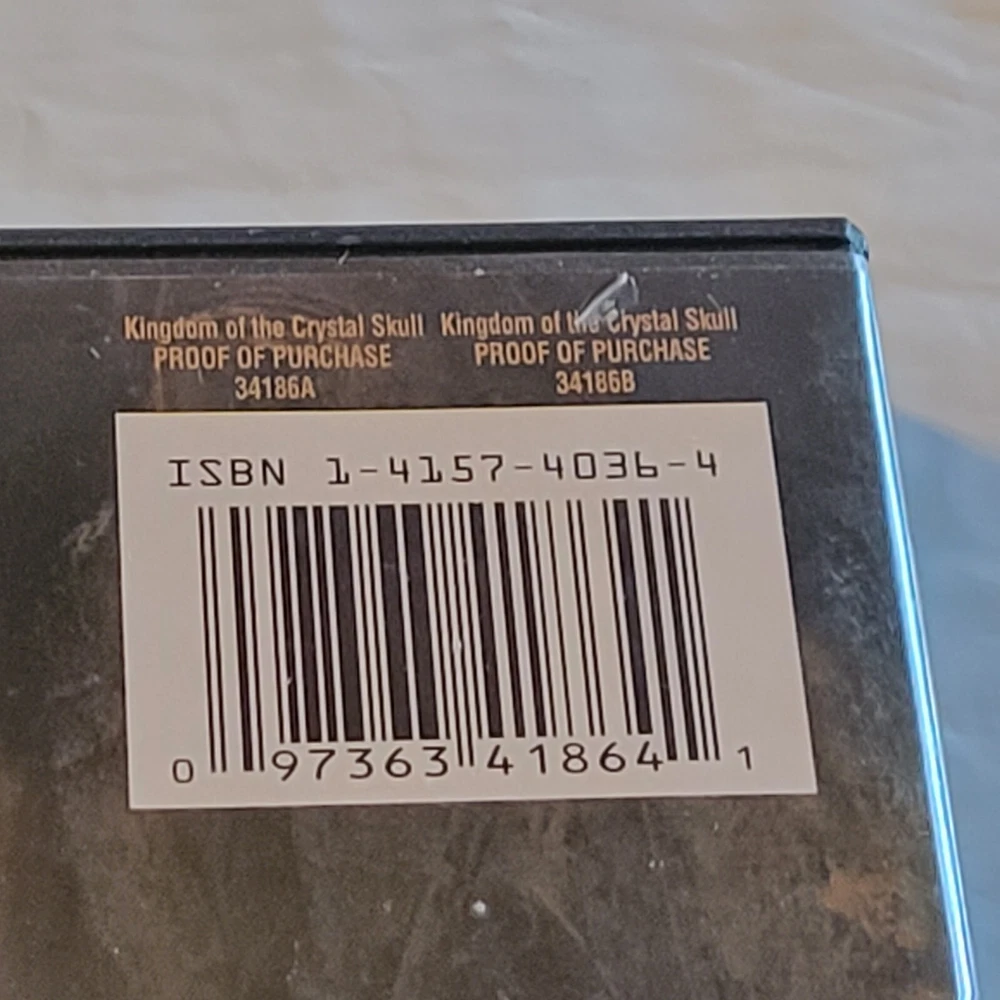 Kingdom of the Crystal Skull Kingdom of the Crystal Skull
PROOF OF PURCHASE PROOF OF PURCHASE
34186A 34186B
ISBN 1-4157-4036-4
0 97363 41864 1